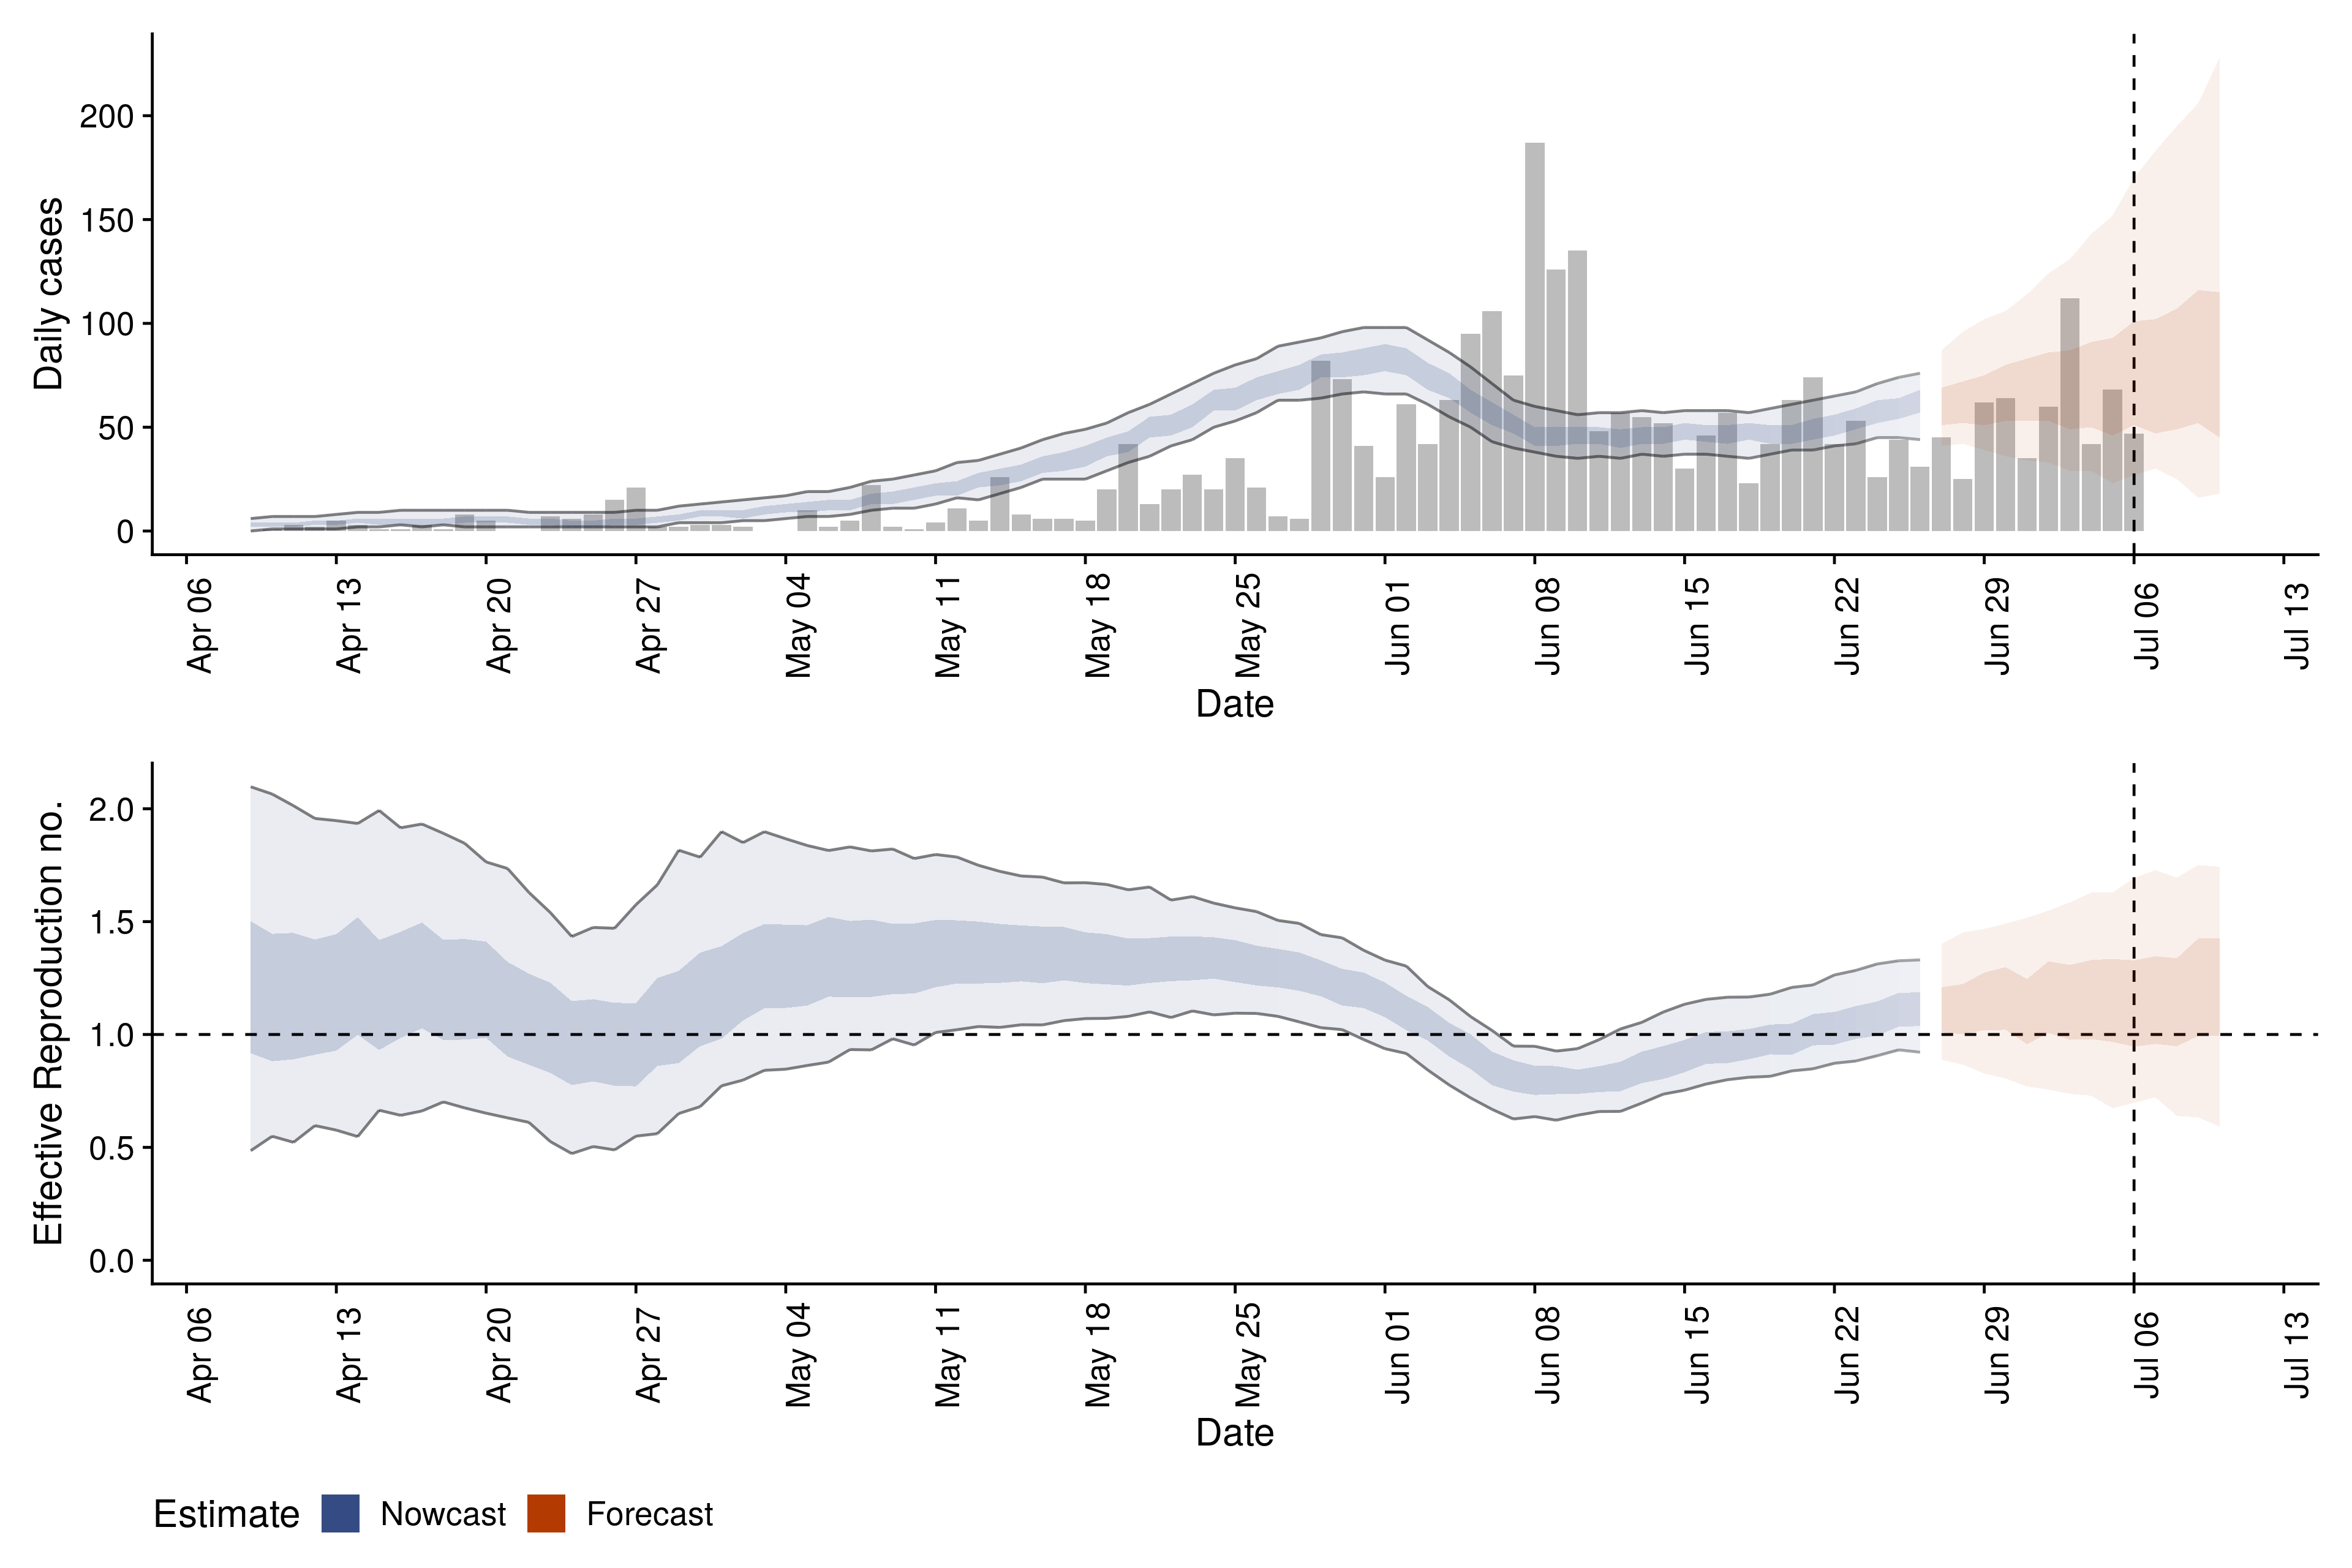 Daily cases
200
150
100
50
0
Apr 06
Apr 13
Apr 20
Apr 27
May 04
May 11
May 18
May 25
Jun 01
Jun 08
Jun 15
Jun 22
Jun 29
Jul 06
Jul 13
Date
Effective Reproduction no.
2.0
1.5
1.0
0.5
0.0
Apr 06
Apr 13
Apr 20
Apr 27
May 04
May 11
May 18
May 25
Jun 01
Jun 08
Jun 15
Jun 22
Jun 29
Jul 06
Jul 13
Date
Estimate Nowcast Forecast